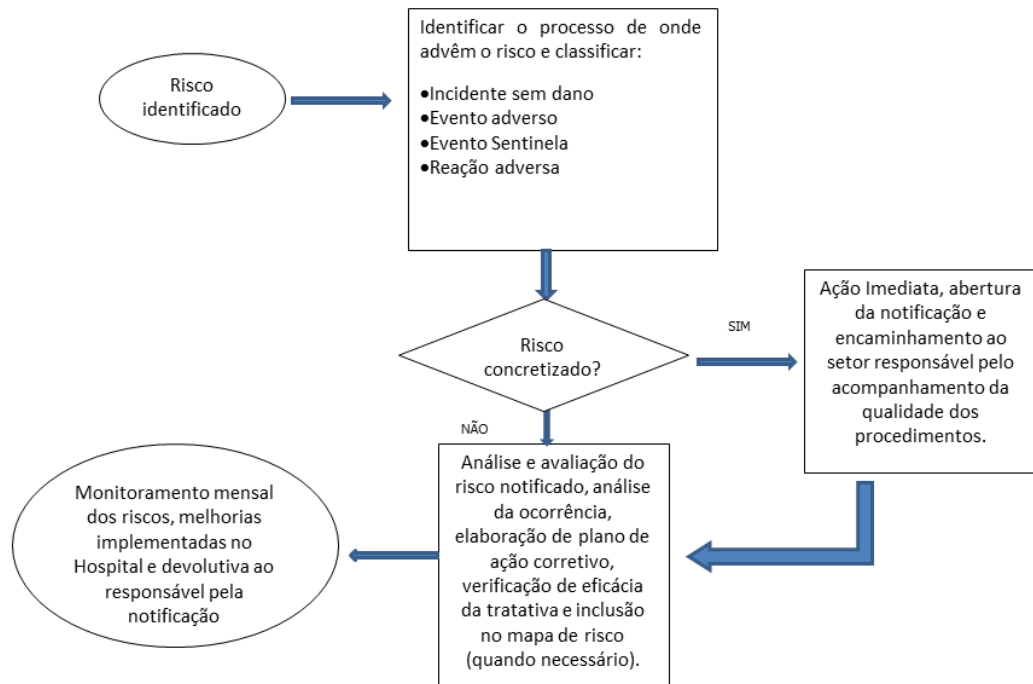 Risco
identificado
Identificar o processo de onde
advêm o risco e classificar:
•Incidente sem dano
•Evento adverso
•Evento Sentinela
•Reação adversa
Risco
concretizado?
SIM
Ação Imediata, abertura
da notificação e
encaminhamento ao
setor responsável pelo
acompanhamento da
qualidade dos
procedimentos.
NÃO
Análise e avaliação do
risco notificado, análise
da ocorrência,
elaboração de plano de
ação corretivo,
verificação de eficácia
da tratativa e inclusão
no mapa de risco
(quando necessário).
Monitoramento mensal
dos riscos, melhorias
implementadas no
Hospital e devolutiva ao
responsável pela
notificação